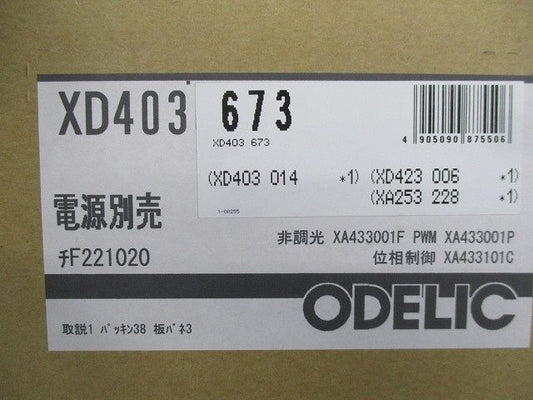 XD403 673
XD403 673
4 905090 875506
(XD403 014 *1) (XD423 006 *1)
(XA253 228 *1)
1-08255
電源別売
ﾁF221020
非調光 XA433001F PWM XA433001P
位相制御 XA433101C
ODELIC
取説1 ﾊﾟｯｷﾝ38 板ﾊﾞﾈ3